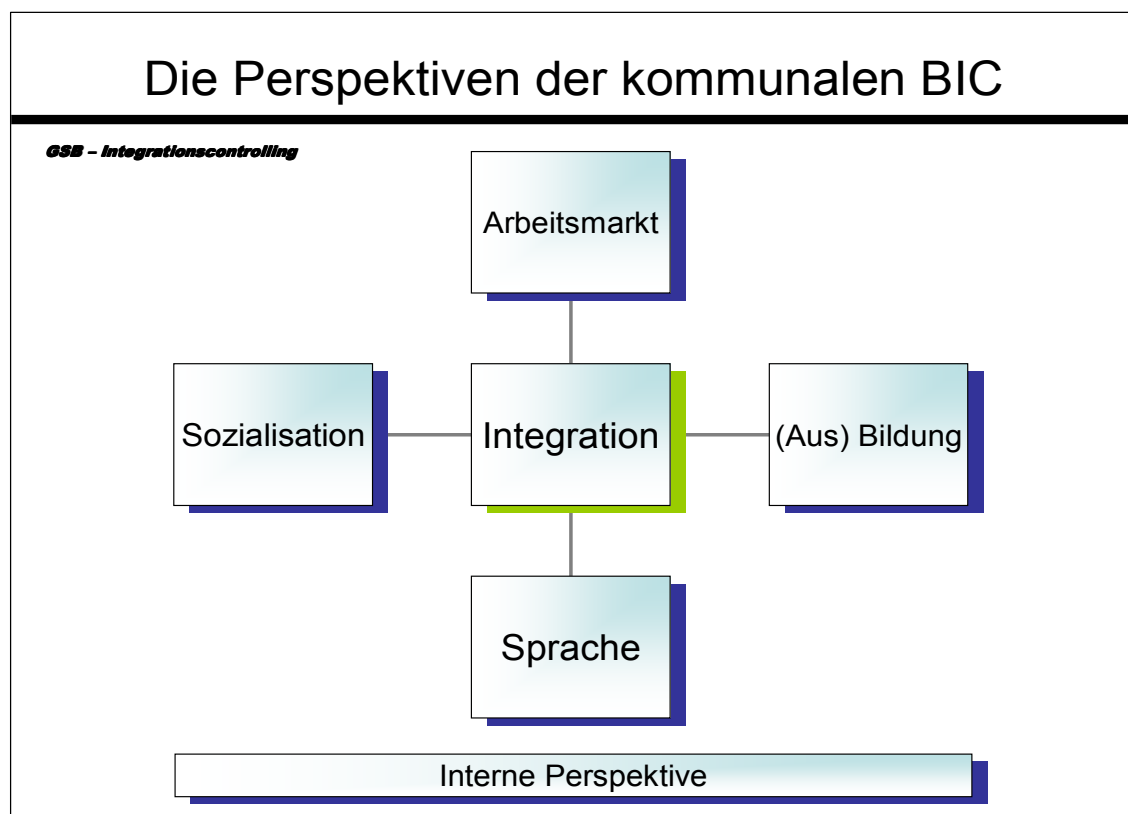 Die Perspektiven der kommunalen BIC
GSB – Integrationscontrolling
Arbeitsmarkt
Sozialisation
Integration
(Aus) Bildung
Sprache
Interne Perspektive